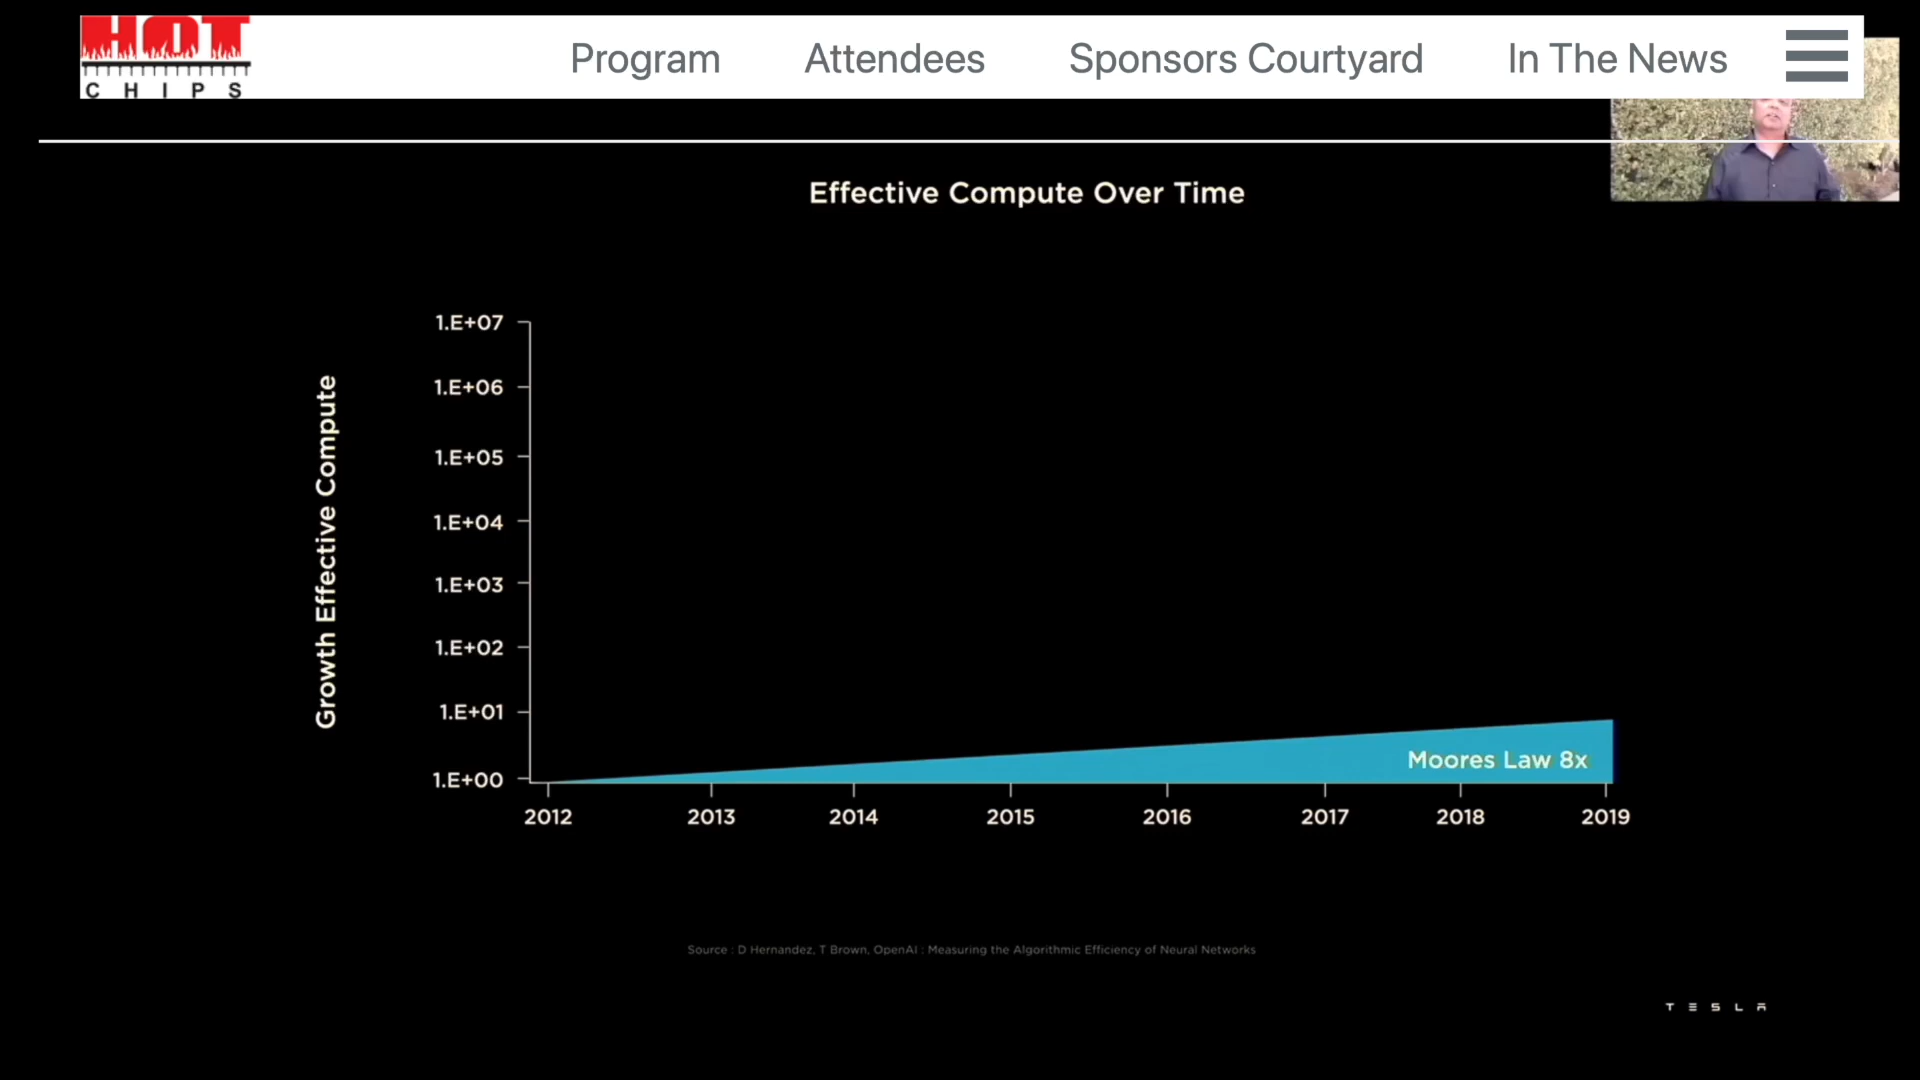 HOT
CHIPS
Program Attendees Sponsors Courtyard In The News
Effective Compute Over Time
Growth Effective Compute
1.E+07
1.E+06
1.E+05
1.E+04
1.E+03
1.E+02
1.E+01
1.E+00
Moores Law 8x
2012 2013 2014 2015 2016 2017 2018 2019
Source : D Hernandez, T Brown, OpenAI : Measuring the Algorithmic Efficiency of Neural Networks
TESLA